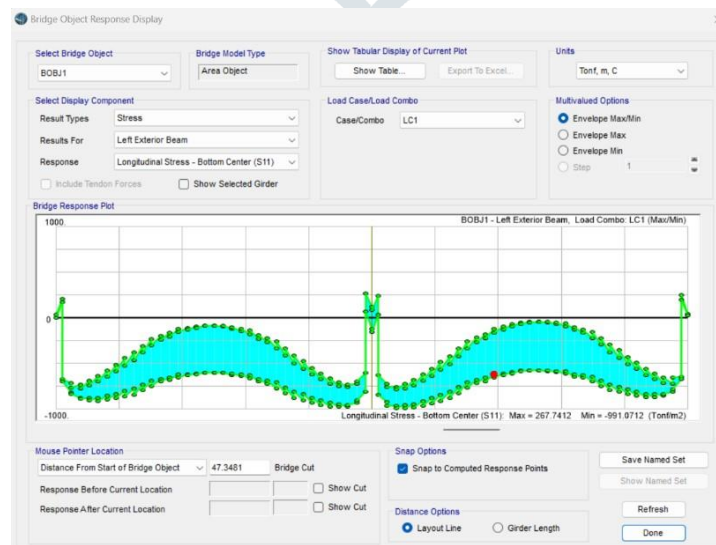 Bridge Object Response Display
Select Bridge Object
BOBJ1
Bridge Model Type
Area Object
Show Tabular Display of Current Plot
Show Table...
Export To Excel...
Units
Tonf, m, C
Select Display Component
Result Types
Stress
Results For
Left Exterior Beam
Response
Longitudinal Stress - Bottom Center (S11)
Include Tendon Forces
Show Selected Girder
Load Case/Load Combo
Case/Combo
LC1
Multivalued Options
Envelope Max/Min
Envelope Max
Envelope Min
Step
1
Bridge Response Plot
1000.
BOBJ1 - Left Exterior Beam, Load Combo: LC1 (Max/Min)
0
-1000.
Longitudinal Stress - Bottom Center (S11): Max = 267.7412 Min = -991.0712 (Tonf/m2)
Mouse Pointer Location
Distance From Start of Bridge Object
47.3481
Bridge Cut
Response Before Current Location
Show Cut
Response After Current Location
Show Cut
Snap Options
Snap to Computed Response Points
Distance Options
Layout Line
Girder Length
Save Named Set
Show Named Set
Refresh
Done